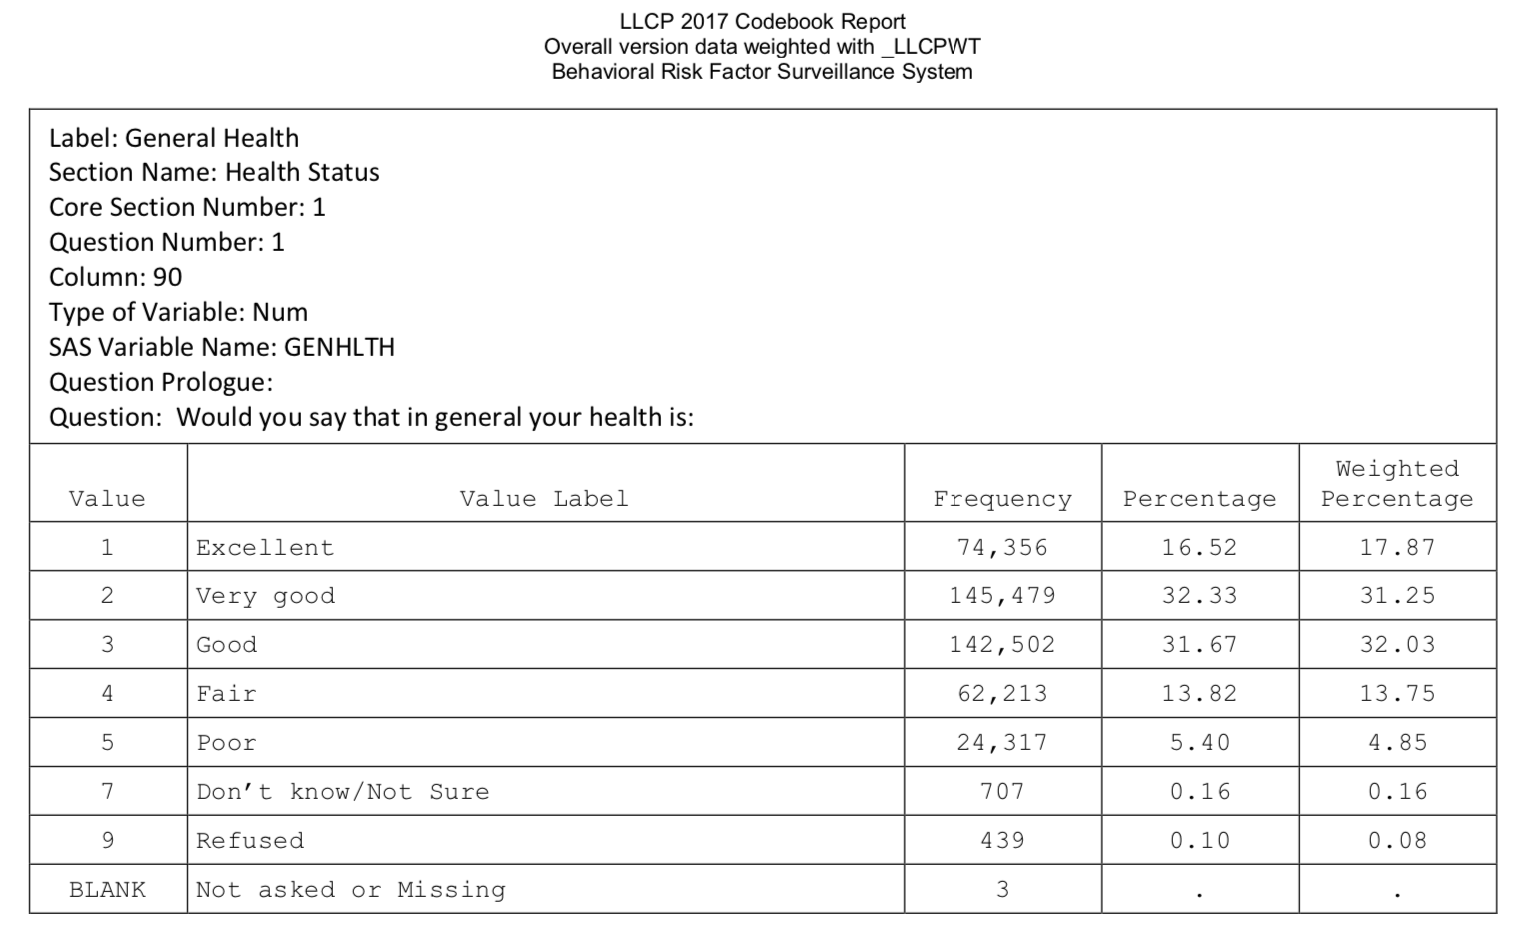 LLCP 2017 Codebook Report
Overall version data weighted with _LLCPWT
Behavioral Risk Factor Surveillance System
Label: General Health
Section Name: Health Status
Core Section Number: 1
Question Number: 1
Column: 90
Type of Variable: Num
SAS Variable Name: GENHLTH
Question Prologue:
Question:  Would you say that in general your health is:
Value Value Label Frequency Percentage Weighted Percentage
1 Excellent 74,356 16.52 17.87
2 Very good 145,479 32.33 31.25
3 Good 142,502 31.67 32.03
4 Fair 62,213 13.82 13.75
5 Poor 24,317 5.40 4.85
7 Don’t know/Not Sure 707 0.16 0.16
9 Refused 439 0.10 0.08
BLANK Not asked or Missing 3 . .